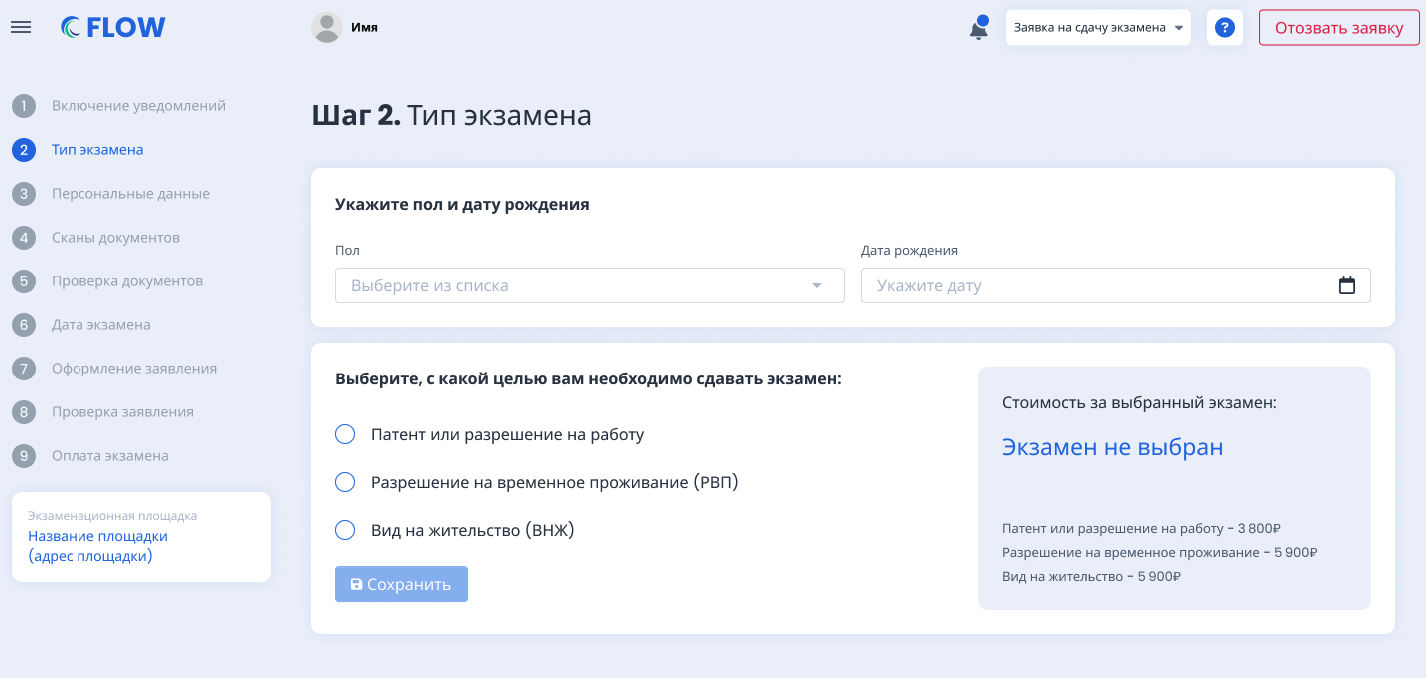 FLOW
Имя
Заявка на сдачу экзамена
?
Отозвать заявку
1 Включение уведомлений
2 Тип экзамена
3 Персональные данные
4 Сканы документов
5 Проверка документов
6 Дата экзамена
7 Оформление заявления
8 Проверка заявления
9 Оплата экзамена
Экзаменационная площадка
Название площадки
(адрес площадки)
Шаг 2. Тип экзамена
Укажите пол и дату рождения
Пол
Выберите из списка
Дата рождения
Укажите дату
Выберите, с какой целью вам необходимо сдавать экзамен:
Патент или разрешение на работу
Разрешение на временное проживание (РВП)
Вид на жительство (ВНЖ)
Сохранить
Стоимость за выбранный экзамен:
Экзамен не выбран
Патент или разрешение на работу - 3 800₽
Разрешение на временное проживание - 5 900₽
Вид на жительство - 5 900₽